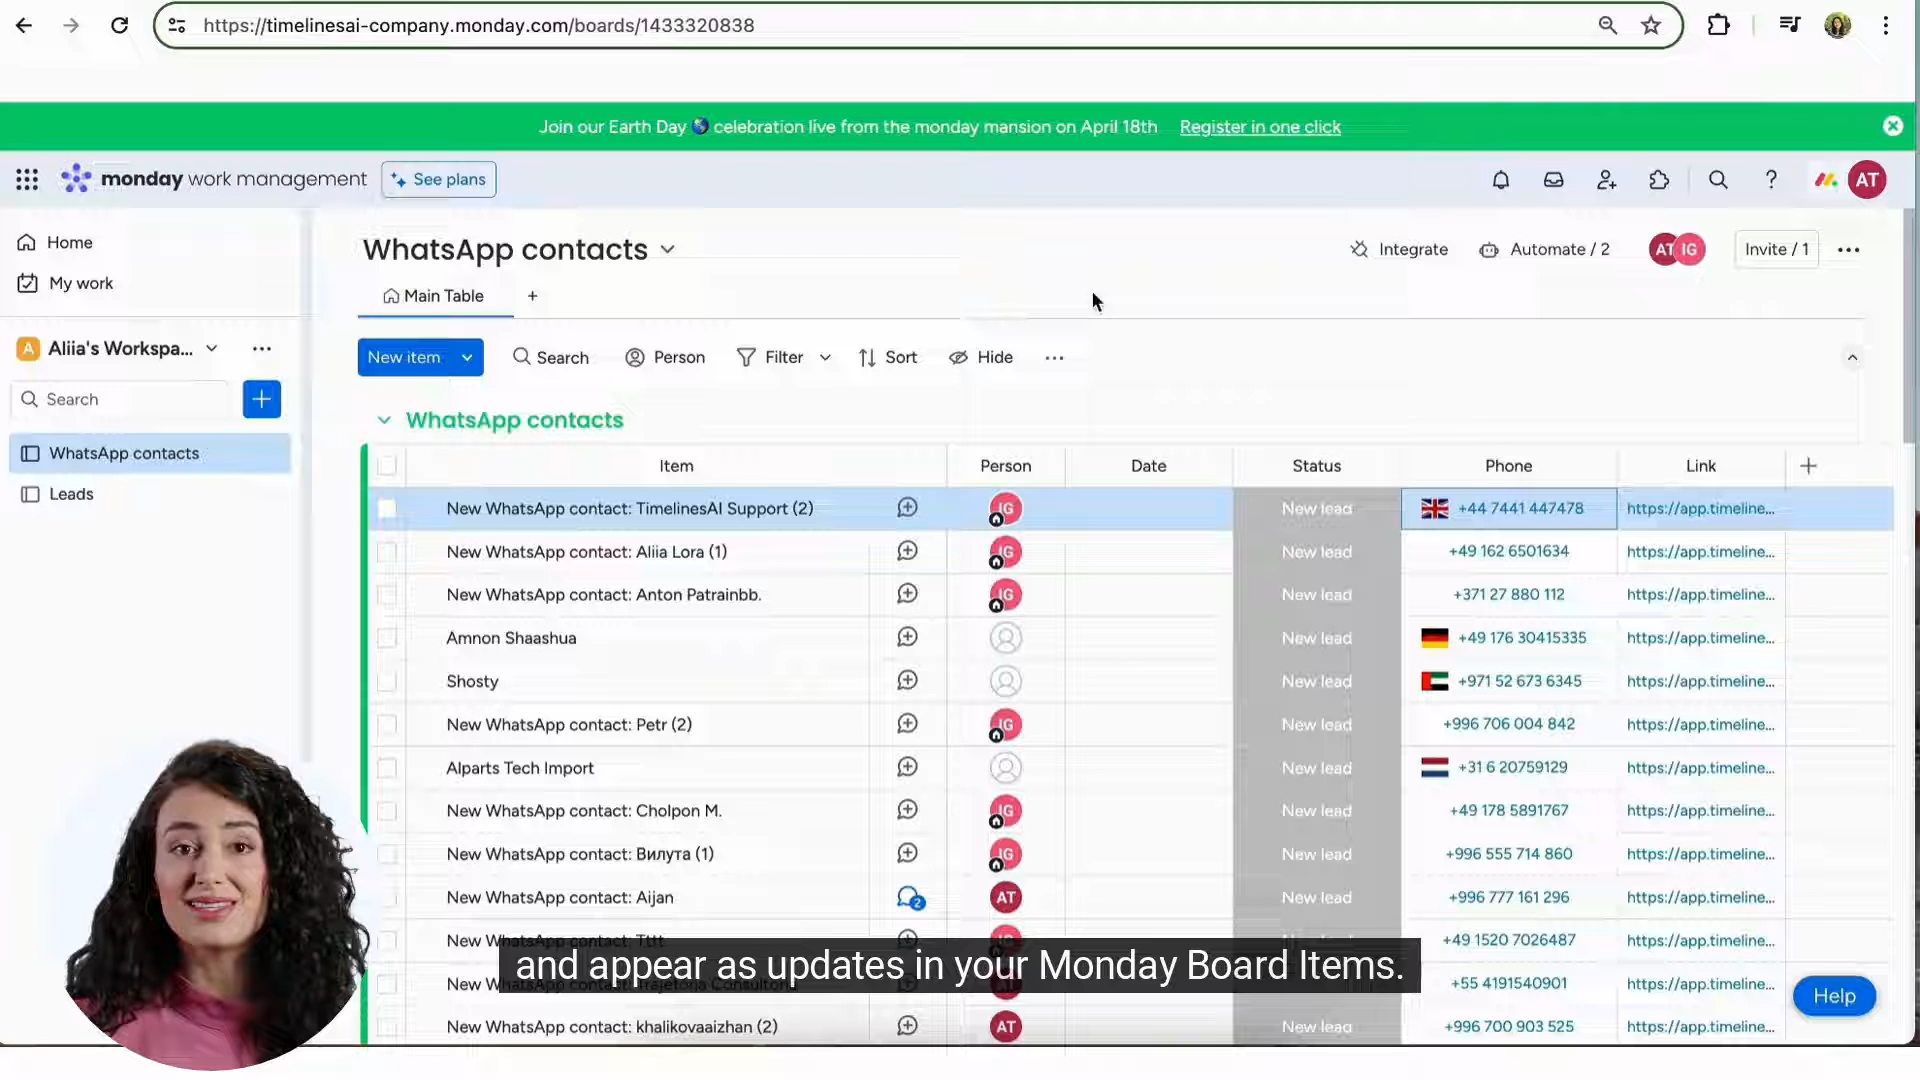 https://timelinesai-company.monday.com/boards/1433320838
Join our Earth Day celebration live from the monday mansion on April 18th Register in one click
monday work management See plans AT
Home
My work
A Aliia's Workspa...
Search
WhatsApp contacts
Leads
WhatsApp contacts
Integrate Automate / 2 AT IG Invite / 1
Main Table
New item Search Person Filter Sort Hide
WhatsApp contacts
Item Person Date Status Phone Link
New WhatsApp contact: TimelinesAI Support (2) IG New lead +44 7441 447478 https://app.timeline...
New WhatsApp contact: Aliia Lora (1) IG New lead +49 162 6501634 https://app.timeline...
New WhatsApp contact: Anton Patrainbb. IG New lead +371 27 880 112 https://app.timeline...
Amnon Shaashua New lead +49 176 30415335 https://app.timeline...
Shosty New lead +971 52 673 6345 https://app.timeline...
New WhatsApp contact: Petr (2) IG New lead +996 706 004 842 https://app.timeline...
Alparts Tech Import New lead +31 6 20759129 https://app.timeline...
New WhatsApp contact: Cholpon M. IG New lead +49 178 5891767 https://app.timeline...
New WhatsApp contact: Вилута (1) IG New lead +996 555 714 860 https://app.timeline...
New WhatsApp contact: Aijan 2 AT New lead +996 777 161 296 https://app.timeline...
New WhatsApp contact: Tttt +49 1520 7026487 https://app.timeline...
and appear as updates in your Monday Board Items.
+55 4191540901 https://app.timeline...
Help
New WhatsApp contact: khalikovaaizhan (2) AT New lead +996 700 903 525 https://app.timeline...